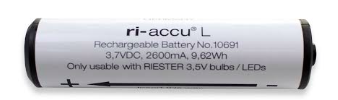 ri-accu® L
Rechargeable Battery No.10691
3,7VDC, 2600mA, 9,62Wh
Only usable with RIESTER 3,5V bulbs / LEDs
+ -